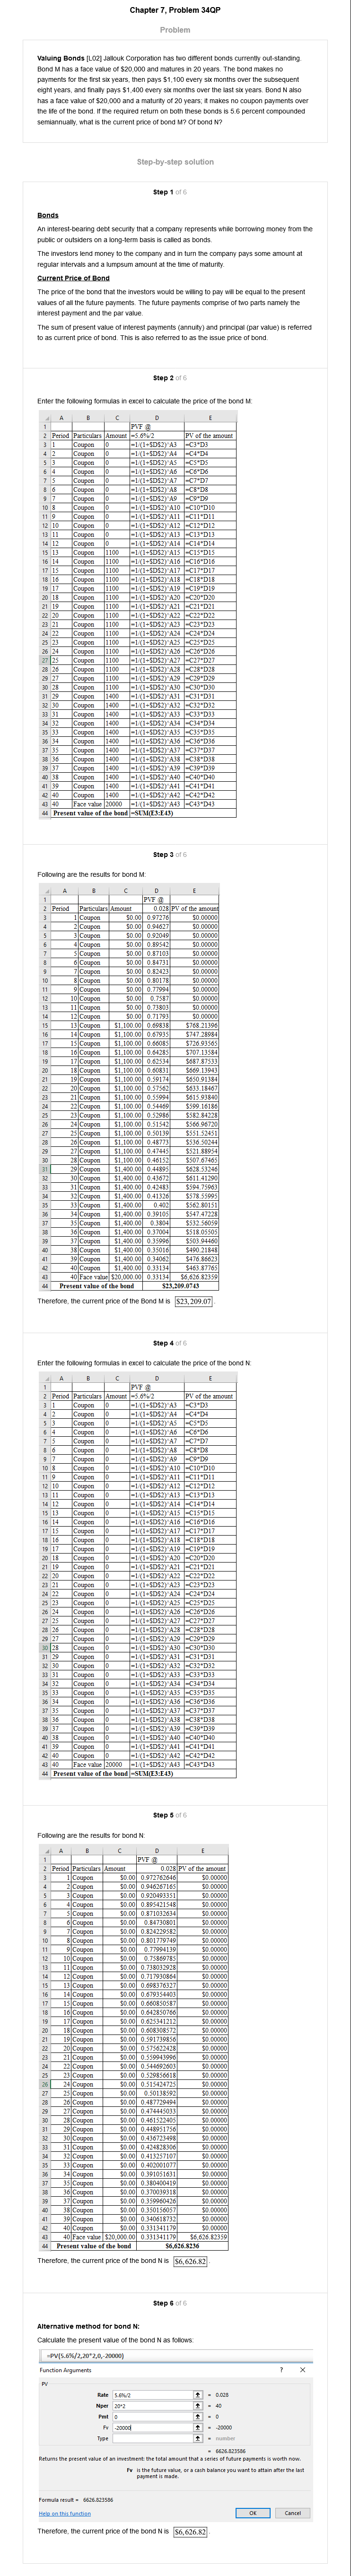 Chapter 7, Problem 34QP
Problem
Valuing Bonds [LO2] Jallouk Corporation has two different bonds currently out-standing.
Bond M has a face value of $20,000 and matures in 20 years. The bond makes no
payments for the first six years, then pays $1,100 every six months over the subsequent
eight years, and finally pays $1,400 every six months over the last six years. Bond N also
has a face value of $20,000 and a maturity of 20 years; it makes no coupon payments over
the life of the bond. If the required return on both these bonds is 5.6 percent compounded
semiannually, what is the current price of bond M? Of bond N?
Step-by-step solution
Step 1 of 6
Bonds
An interest-bearing debt security that a company represents while borrowing money from the
public or outsiders on a long-term basis is called as bonds.
The investors lend money to the company and in turn the company pays some amount at
regular intervals and a lumpsum amount at the time of maturity.
Current Price of Bond
The price of the bond that the investors would be willing to pay will be equal to the present
values of all the future payments. The future payments comprise of two parts namely the
interest payment and the par value.
The sum of present value of interest payments (annuity) and principal (par value) is referred
to as current price of bond. This is also referred to as the issue price of bond.
Step 2 of 6
Enter the following formulas in excel to calculate the price of the bond M:
A B C D E
1 PVF @
2 Period Particulars Amount =5.6%/2 PV of the amount
3 1 Coupon 0 =1/(1+$D$2)^A3 =C3*D3
4 2 Coupon 0 =1/(1+$D$2)^A4 =C4*D4
5 3 Coupon 0 =1/(1+$D$2)^A5 =C5*D5
6 4 Coupon 0 =1/(1+$D$2)^A6 =C6*D6
7 5 Coupon 0 =1/(1+$D$2)^A7 =C7*D7
8 6 Coupon 0 =1/(1+$D$2)^A8 =C8*D8
9 7 Coupon 0 =1/(1+$D$2)^A9 =C9*D9
10 8 Coupon 0 =1/(1+$D$2)^A10 =C10*D10
11 9 Coupon 0 =1/(1+$D$2)^A11 =C11*D11
12 10 Coupon 0 =1/(1+$D$2)^A12 =C12*D12
13 11 Coupon 0 =1/(1+$D$2)^A13 =C13*D13
14 12 Coupon 0 =1/(1+$D$2)^A14 =C14*D14
15 13 Coupon 1100 =1/(1+$D$2)^A15 =C15*D15
16 14 Coupon 1100 =1/(1+$D$2)^A16 =C16*D16
17 15 Coupon 1100 =1/(1+$D$2)^A17 =C17*D17
18 16 Coupon 1100 =1/(1+$D$2)^A18 =C18*D18
19 17 Coupon 1100 =1/(1+$D$2)^A19 =C19*D19
20 18 Coupon 1100 =1/(1+$D$2)^A20 =C20*D20
21 19 Coupon 1100 =1/(1+$D$2)^A21 =C21*D21
22 20 Coupon 1100 =1/(1+$D$2)^A22 =C22*D22
23 21 Coupon 1100 =1/(1+$D$2)^A23 =C23*D23
24 22 Coupon 1100 =1/(1+$D$2)^A24 =C24*D24
25 23 Coupon 1100 =1/(1+$D$2)^A25 =C25*D25
26 24 Coupon 1100 =1/(1+$D$2)^A26 =C26*D26
27 25 Coupon 1100 =1/(1+$D$2)^A27 =C27*D27
28 26 Coupon 1100 =1/(1+$D$2)^A28 =C28*D28
29 27 Coupon 1100 =1/(1+$D$2)^A29 =C29*D29
30 28 Coupon 1100 =1/(1+$D$2)^A30 =C30*D30
31 29 Coupon 1400 =1/(1+$D$2)^A31 =C31*D31
32 30 Coupon 1400 =1/(1+$D$2)^A32 =C32*D32
33 31 Coupon 1400 =1/(1+$D$2)^A33 =C33*D33
34 32 Coupon 1400 =1/(1+$D$2)^A34 =C34*D34
35 33 Coupon 1400 =1/(1+$D$2)^A35 =C35*D35
36 34 Coupon 1400 =1/(1+$D$2)^A36 =C36*D36
37 35 Coupon 1400 =1/(1+$D$2)^A37 =C37*D37
38 36 Coupon 1400 =1/(1+$D$2)^A38 =C38*D38
39 37 Coupon 1400 =1/(1+$D$2)^A39 =C39*D39
40 38 Coupon 1400 =1/(1+$D$2)^A40 =C40*D40
41 39 Coupon 1400 =1/(1+$D$2)^A41 =C41*D41
42 40 Coupon 1400 =1/(1+$D$2)^A42 =C42*D42
43 40 Face value 20000 =1/(1+$D$2)^A43 =C43*D43
44 Present value of the bond =SUM(E3:E43)
Step 3 of 6
Following are the results for bond M:
A B C D E
1 PVF @
2 Period Particulars Amount 0.028 PV of the amount
3 1 Coupon $0.00 0.97276 $0.00000
4 2 Coupon $0.00 0.94627 $0.00000
5 3 Coupon $0.00 0.92049 $0.00000
6 4 Coupon $0.00 0.89542 $0.00000
7 5 Coupon $0.00 0.87103 $0.00000
8 6 Coupon $0.00 0.84731 $0.00000
9 7 Coupon $0.00 0.82423 $0.00000
10 8 Coupon $0.00 0.80178 $0.00000
11 9 Coupon $0.00 0.77994 $0.00000
12 10 Coupon $0.00 0.7587 $0.00000
13 11 Coupon $0.00 0.73803 $0.00000
14 12 Coupon $0.00 0.71793 $0.00000
15 13 Coupon $1,100.00 0.69838 $768.21396
16 14 Coupon $1,100.00 0.67935 $747.28984
17 15 Coupon $1,100.00 0.66085 $726.93565
18 16 Coupon $1,100.00 0.64285 $707.13584
19 17 Coupon $1,100.00 0.62534 $687.87533
20 18 Coupon $1,100.00 0.60831 $669.13943
21 19 Coupon $1,100.00 0.59174 $650.91384
22 20 Coupon $1,100.00 0.57562 $633.18467
23 21 Coupon $1,100.00 0.55994 $615.93840
24 22 Coupon $1,100.00 0.54469 $599.16186
25 23 Coupon $1,100.00 0.52986 $582.84228
26 24 Coupon $1,100.00 0.51542 $566.96720
27 25 Coupon $1,100.00 0.50139 $551.52451
28 26 Coupon $1,100.00 0.48773 $536.50244
29 27 Coupon $1,100.00 0.47445 $521.88954
30 28 Coupon $1,100.00 0.46152 $507.67465
31 29 Coupon $1,400.00 0.44895 $628.53246
32 30 Coupon $1,400.00 0.43672 $611.41290
33 31 Coupon $1,400.00 0.42483 $594.75963
34 32 Coupon $1,400.00 0.41326 $578.55995
35 33 Coupon $1,400.00 0.402 $562.80151
36 34 Coupon $1,400.00 0.39105 $547.47228
37 35 Coupon $1,400.00 0.3804 $532.56059
38 36 Coupon $1,400.00 0.37004 $518.05505
39 37 Coupon $1,400.00 0.35996 $503.94460
40 38 Coupon $1,400.00 0.35016 $490.21848
41 39 Coupon $1,400.00 0.34062 $476.86623
42 40 Coupon $1,400.00 0.33134 $463.87765
43 40 Face value $20,000.00 0.33134 $6,626.82359
44 Present value of the bond $23,209.0743
Therefore, the current price of the Bond M is $23,209.07.
Step 4 of 6
Enter the following formulas in excel to calculate the price of the bond N:
A B C D E
1 PVF @
2 Period Particulars Amount =5.6%/2 PV of the amount
3 1 Coupon 0 =1/(1+$D$2)^A3 =C3*D3
4 2 Coupon 0 =1/(1+$D$2)^A4 =C4*D4
5 3 Coupon 0 =1/(1+$D$2)^A5 =C5*D5
6 4 Coupon 0 =1/(1+$D$2)^A6 =C6*D6
7 5 Coupon 0 =1/(1+$D$2)^A7 =C7*D7
8 6 Coupon 0 =1/(1+$D$2)^A8 =C8*D8
9 7 Coupon 0 =1/(1+$D$2)^A9 =C9*D9
10 8 Coupon 0 =1/(1+$D$2)^A10 =C10*D10
11 9 Coupon 0 =1/(1+$D$2)^A11 =C11*D11
12 10 Coupon 0 =1/(1+$D$2)^A12 =C12*D12
13 11 Coupon 0 =1/(1+$D$2)^A13 =C13*D13
14 12 Coupon 0 =1/(1+$D$2)^A14 =C14*D14
15 13 Coupon 0 =1/(1+$D$2)^A15 =C15*D15
16 14 Coupon 0 =1/(1+$D$2)^A16 =C16*D16
17 15 Coupon 0 =1/(1+$D$2)^A17 =C17*D17
18 16 Coupon 0 =1/(1+$D$2)^A18 =C18*D18
19 17 Coupon 0 =1/(1+$D$2)^A19 =C19*D19
20 18 Coupon 0 =1/(1+$D$2)^A20 =C20*D20
21 19 Coupon 0 =1/(1+$D$2)^A21 =C21*D21
22 20 Coupon 0 =1/(1+$D$2)^A22 =C22*D22
23 21 Coupon 0 =1/(1+$D$2)^A23 =C23*D23
24 22 Coupon 0 =1/(1+$D$2)^A24 =C24*D24
25 23 Coupon 0 =1/(1+$D$2)^A25 =C25*D25
26 24 Coupon 0 =1/(1+$D$2)^A26 =C26*D26
27 25 Coupon 0 =1/(1+$D$2)^A27 =C27*D27
28 26 Coupon 0 =1/(1+$D$2)^A28 =C28*D28
29 27 Coupon 0 =1/(1+$D$2)^A29 =C29*D29
30 28 Coupon 0 =1/(1+$D$2)^A30 =C30*D30
31 29 Coupon 0 =1/(1+$D$2)^A31 =C31*D31
32 30 Coupon 0 =1/(1+$D$2)^A32 =C32*D32
33 31 Coupon 0 =1/(1+$D$2)^A33 =C33*D33
34 32 Coupon 0 =1/(1+$D$2)^A34 =C34*D34
35 33 Coupon 0 =1/(1+$D$2)^A35 =C35*D35
36 34 Coupon 0 =1/(1+$D$2)^A36 =C36*D36
37 35 Coupon 0 =1/(1+$D$2)^A37 =C37*D37
38 36 Coupon 0 =1/(1+$D$2)^A38 =C38*D38
39 37 Coupon 0 =1/(1+$D$2)^A39 =C39*D39
40 38 Coupon 0 =1/(1+$D$2)^A40 =C40*D40
41 39 Coupon 0 =1/(1+$D$2)^A41 =C41*D41
42 40 Coupon 0 =1/(1+$D$2)^A42 =C42*D42
43 40 Face value 20000 =1/(1+$D$2)^A43 =C43*D43
44 Present value of the bond =SUM(E3:E43)
Step 5 of 6
Following are the results for bond N:
A B C D E
1 PVF @
2 Period Particulars Amount 0.028 PV of the amount
3 1 Coupon $0.00 0.972762646 $0.00000
4 2 Coupon $0.00 0.946267165 $0.00000
5 3 Coupon $0.00 0.920493351 $0.00000
6 4 Coupon $0.00 0.895421548 $0.00000
7 5 Coupon $0.00 0.871032634 $0.00000
8 6 Coupon $0.00 0.84730801 $0.00000
9 7 Coupon $0.00 0.824229582 $0.00000
10 8 Coupon $0.00 0.801779749 $0.00000
11 9 Coupon $0.00 0.77994139 $0.00000
12 10 Coupon $0.00 0.75869785 $0.00000
13 11 Coupon $0.00 0.738032928 $0.00000
14 12 Coupon $0.00 0.717930864 $0.00000
15 13 Coupon $0.00 0.698376327 $0.00000
16 14 Coupon $0.00 0.679354403 $0.00000
17 15 Coupon $0.00 0.660850587 $0.00000
18 16 Coupon $0.00 0.642850766 $0.00000
19 17 Coupon $0.00 0.625341212 $0.00000
20 18 Coupon $0.00 0.608308572 $0.00000
21 19 Coupon $0.00 0.591739856 $0.00000
22 20 Coupon $0.00 0.575622428 $0.00000
23 21 Coupon $0.00 0.559943996 $0.00000
24 22 Coupon $0.00 0.544692603 $0.00000
25 23 Coupon $0.00 0.529856618 $0.00000
26 24 Coupon $0.00 0.515424725 $0.00000
27 25 Coupon $0.00 0.50138592 $0.00000
28 26 Coupon $0.00 0.487729494 $0.00000
29 27 Coupon $0.00 0.474445033 $0.00000
30 28 Coupon $0.00 0.461522405 $0.00000
31 29 Coupon $0.00 0.448951756 $0.00000
32 30 Coupon $0.00 0.436723498 $0.00000
33 31 Coupon $0.00 0.424828306 $0.00000
34 32 Coupon $0.00 0.413257107 $0.00000
35 33 Coupon $0.00 0.402001077 $0.00000
36 34 Coupon $0.00 0.391051631 $0.00000
37 35 Coupon $0.00 0.380400419 $0.00000
38 36 Coupon $0.00 0.370039318 $0.00000
39 37 Coupon $0.00 0.359960426 $0.00000
40 38 Coupon $0.00 0.350156057 $0.00000
41 39 Coupon $0.00 0.340618732 $0.00000
42 40 Coupon $0.00 0.331341179 $0.00000
43 40 Face value $20,000.00 0.331341179 $6,626.82359
44 Present value of the bond $6,626.8236
Therefore, the current price of the bond N is $6,626.82.
Step 6 of 6
Alternative method for bond N:
Calculate the present value of the bond N as follows:
=PV(5.6%/2,20*2,0,-20000)
Function Arguments ? X
PV
Rate 5.6%/2 = 0.028
Nper 20*2 = 40
Pmt 0 = 0
Fv -20000 = -20000
Type = number
= 6626.823586
Returns the present value of an investment: the total amount that a series of future payments is worth now.
Fv is the future value, or a cash balance you want to attain after the last
payment is made.
Formula result = 6626.823586
Help on this function OK Cancel
Therefore, the current price of the bond N is $6,626.82.